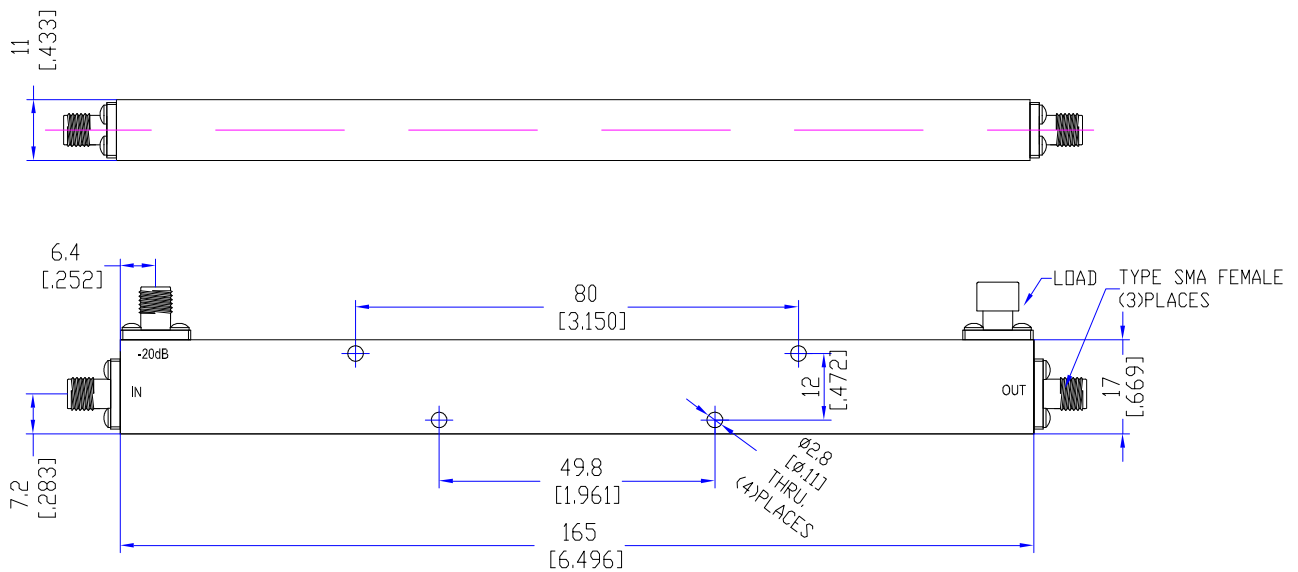 11
[.433]
6.4
[.252]
80
[3.150]
LOAD
TYPE SMA FEMALE
(3)PLACES
-20dB
IN
OUT
12
[.472]
17
[.669]
7.2
[.283]
49.8
[1.961]
ø2.8
[ø.11]
THRU,
(4)PLACES
165
[6.496]